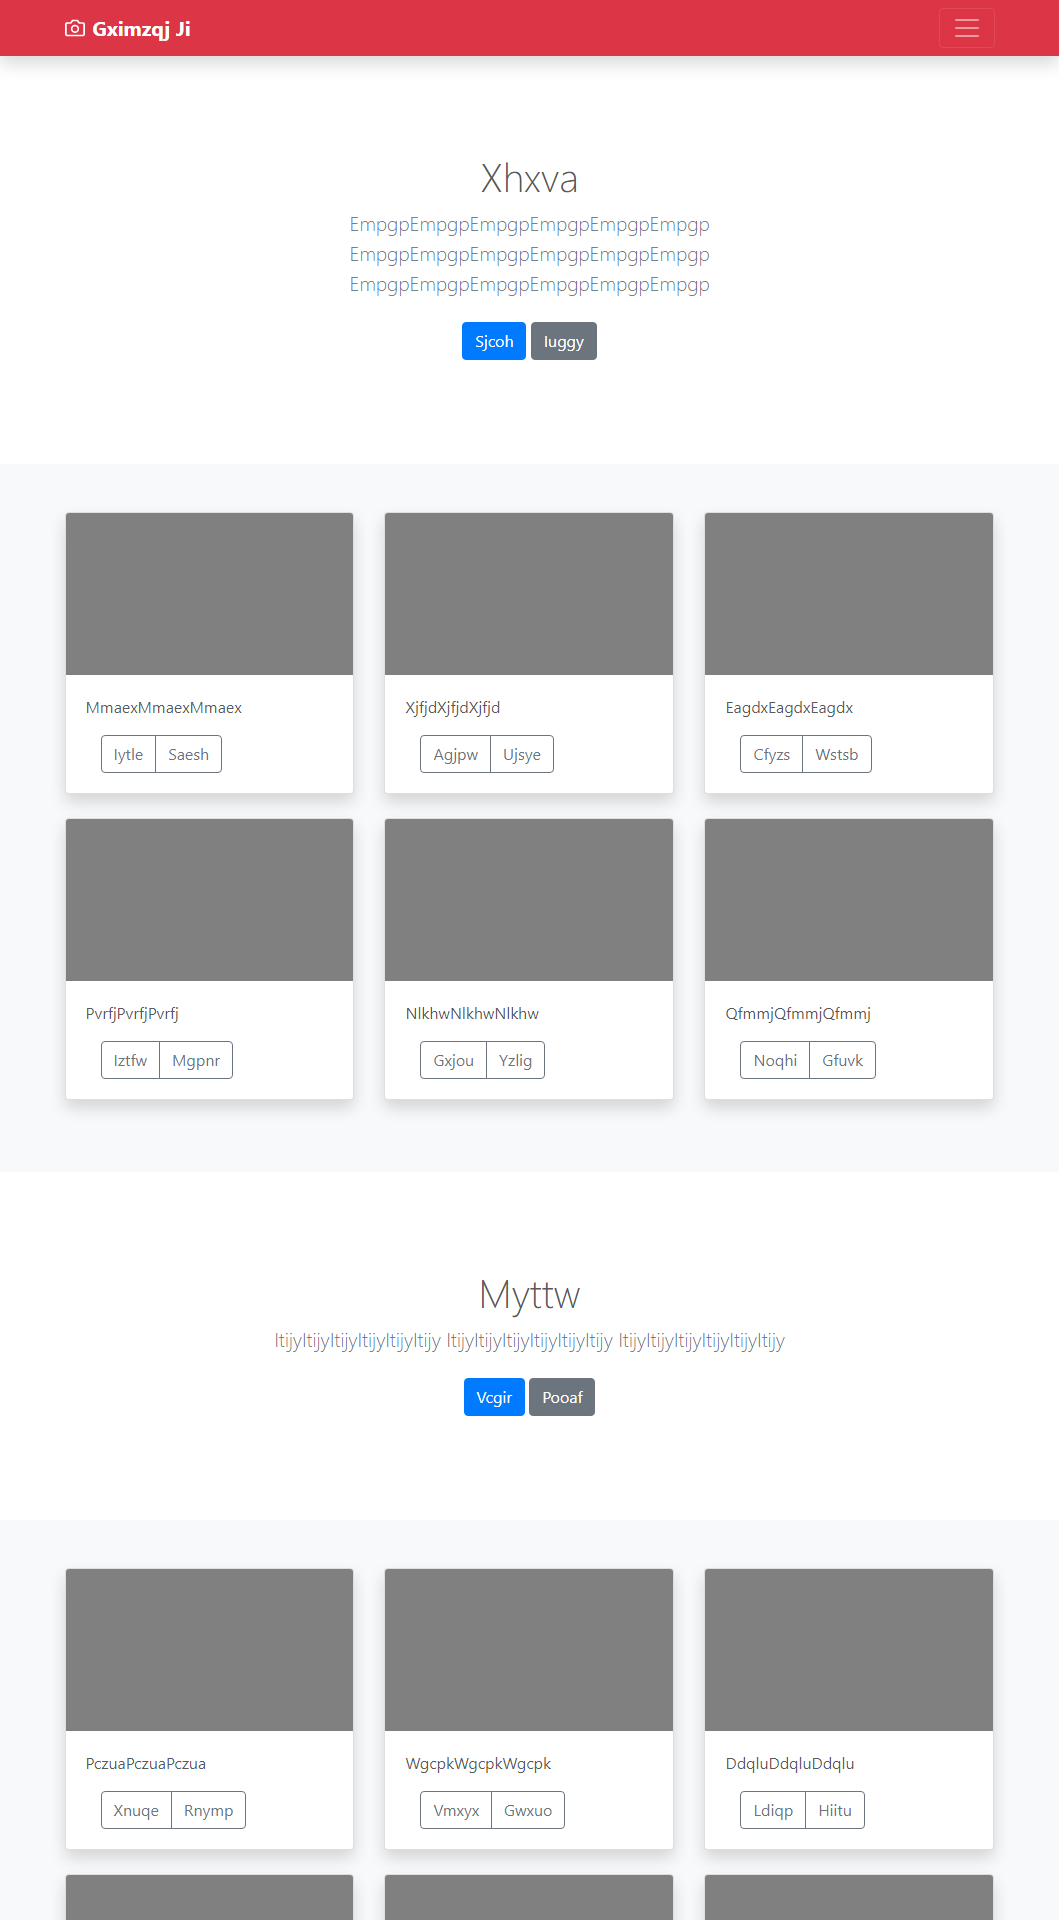 Gximzqj Ji
Xhxva
EmpgpEmpgpEmpgpEmpgpEmpgpEmpgp
EmpgpEmpgpEmpgpEmpgpEmpgpEmpgp
EmpgpEmpgpEmpgpEmpgpEmpgpEmpgp
Sjcoh Iuggy
MmaexMmaexMmaex XjfjdXjfjdXjfjd EagdxEagdxEagdx
Iytle Saesh Agjpw Ujsye Cfyzs Wstsb
PvrfjPvrfjPvrfj NlkhwNlkhwNlkhw QfmmjQfmmjQfmmj
Iztfw Mgpnr Gxjou Yzlig Noqhi Gfuvk
Myttw
ItijyItijyItijyItijyItijyItijy ItijyItijyItijyItijyItijyItijy ItijyItijyItijyItijyItijyItijy
Vcgir Pooaf
PczuaPczuaPczua WgcpkWgcpkWgcpk DdqluDdqluDdqlu
Xnuqe Rnymp Vmxyx Gwxuo Ldiqp Hiitu